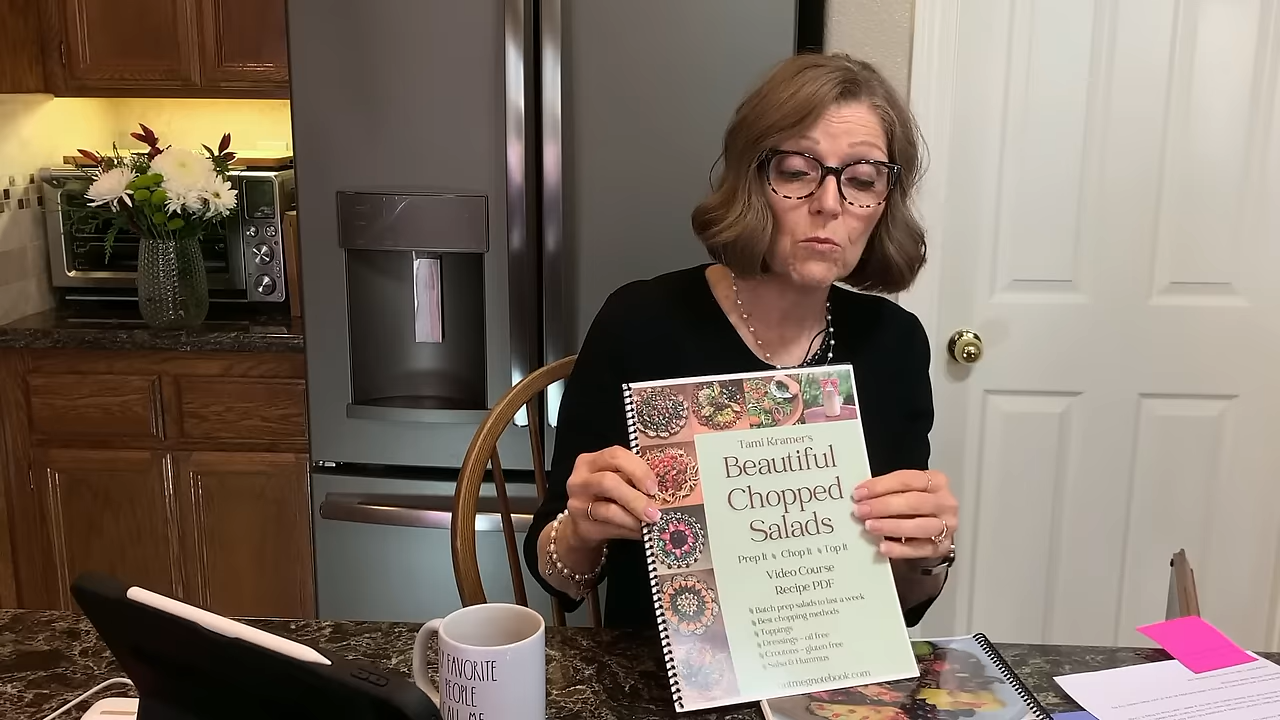 Tami Kramer's
Beautiful
Chopped
Salads
Prep It Chop it Top it
Video Course
Recipe PDF
Batch prep salads to last a week
Best chopping methods
Toppings
Dressings - oil free
Croutons - gluten free
Salsa & Hummus
FAVORITE
PEOPLE
CALL ME